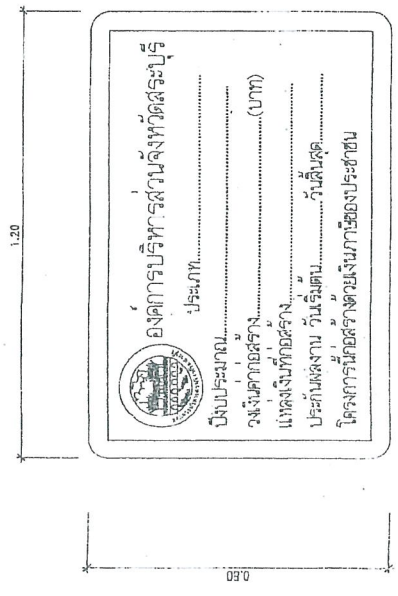 1.20
องค์การบริหารส่วนจังหวัดสระบุรี
ประเภท..............................
ปีงบประมาณ..............................
วงเงินค่าก่อสร้าง..............................(บาท)
แหล่งเงินที่ก่อสร้าง..............................
ประกันผลงาน วันเริ่มต้น...............วันสิ้นสุด...............
โครงการนี้ก่อสร้างด้วยเงินภาษีของประชาชน
0.60